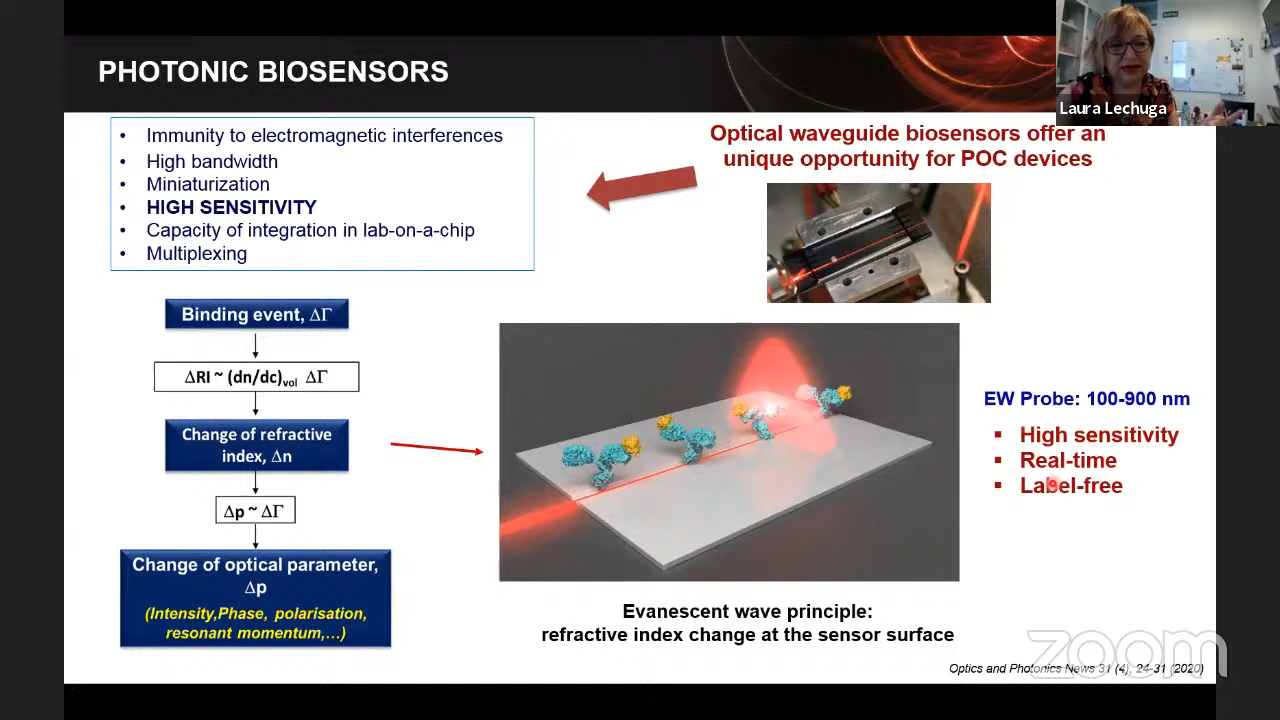 PHOTONIC BIOSENSORS
Laura Lechuga
• Immunity to electromagnetic interferences
• High bandwidth
• Miniaturization
• HIGH SENSITIVITY
• Capacity of integration in lab-on-a-chip
• Multiplexing
Optical waveguide biosensors offer an
unique opportunity for POC devices
Binding event, ΔΓ
ΔRI ~ (dn/dc)vol ΔΓ
Change of refractive
index, Δn
Δp ~ ΔΓ
Change of optical parameter,
Δp
(Intensity,Phase, polarisation,
resonant momentum,...)
EW Probe: 100-900 nm
▪ High sensitivity
▪ Real-time
▪ Label-free
Evanescent wave principle:
refractive index change at the sensor surface
zoom
Optics and Photonics News 31 (4), 24-31 (2020)